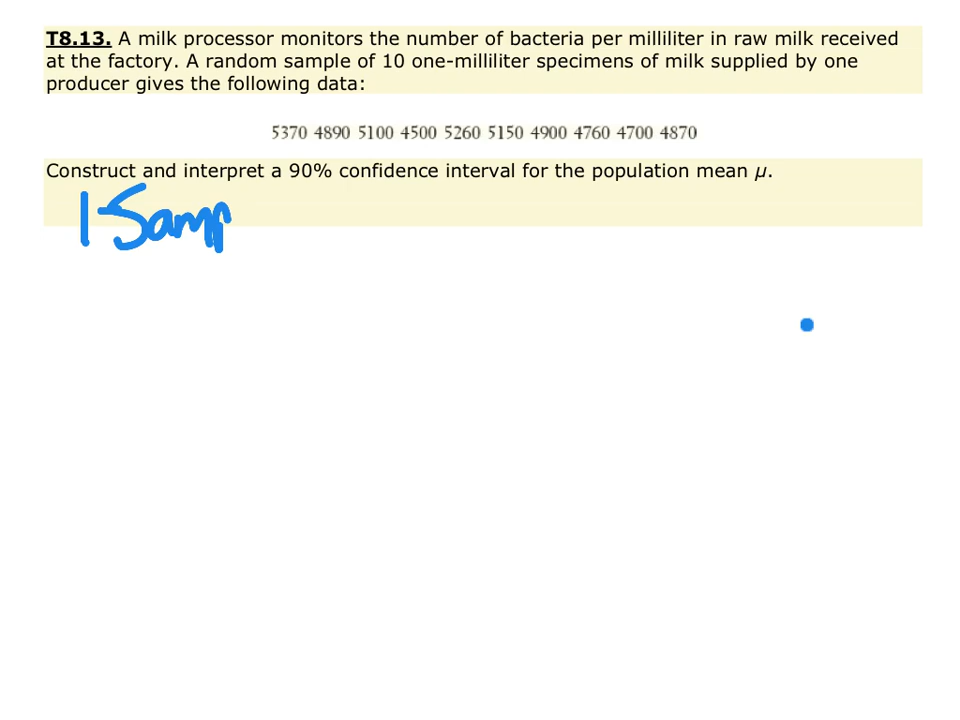 T8.13. A milk processor monitors the number of bacteria per milliliter in raw milk received
at the factory. A random sample of 10 one-milliliter specimens of milk supplied by one
producer gives the following data:
5370 4890 5100 4500 5260 5150 4900 4760 4700 4870
Construct and interpret a 90% confidence interval for the population mean μ.
1-Samp